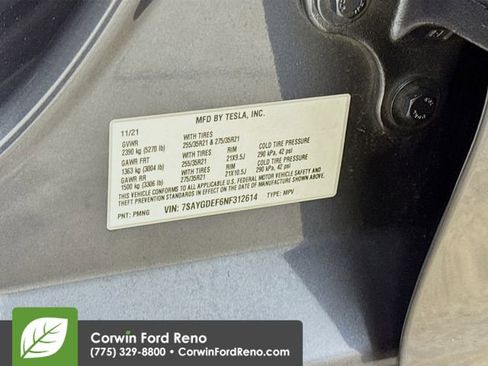 MFD BY TESLA, INC.
11/21
GVWR WITH TIRES
2390 kg (5270 lb) 255/35R21 & 275/35R21
GAWR FRT WITH TIRES RIM COLD TIRE PRESSURE
1363 kg (3004 lb) 255/35R21 21X9.5J 290 kPa, 42 psi
GAWR RR WITH TIRES RIM COLD TIRE PRESSURE
1500 kg (3306 lb) 275/35R21 21X10.5J 290 kPa, 42 psi
THIS VEHICLE CONFORMS TO ALL APPLICABLE U.S. FEDERAL MOTOR VEHICLE SAFETY AND
THEFT PREVENTION STANDARDS IN EFFECT ON THE DATE OF MANUFACTURE SHOWN ABOVE.
PNT: PMNG VIN: 7SAYGDEF6NF312614 TYPE: MPV
Corwin Ford Reno
(775) 329-8800 • CorwinFordReno.com